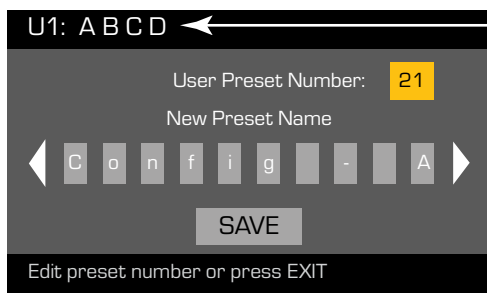 U1: A B C D
User Preset Number: 21
New Preset Name
C o n f i g - A
SAVE
Edit preset number or press EXIT